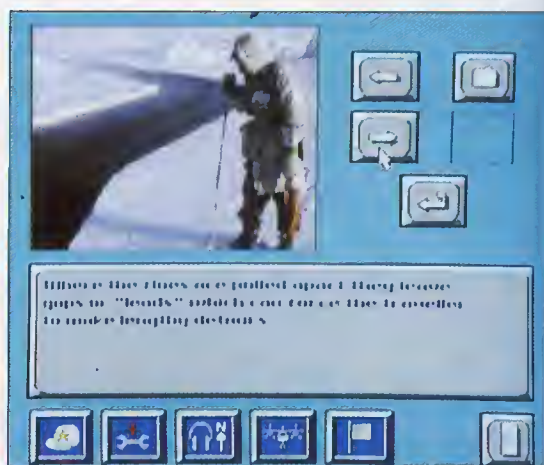 Where the floes are pulled apart they leave
gaps or "leads" which can force the traveller
to make lengthy detours
N